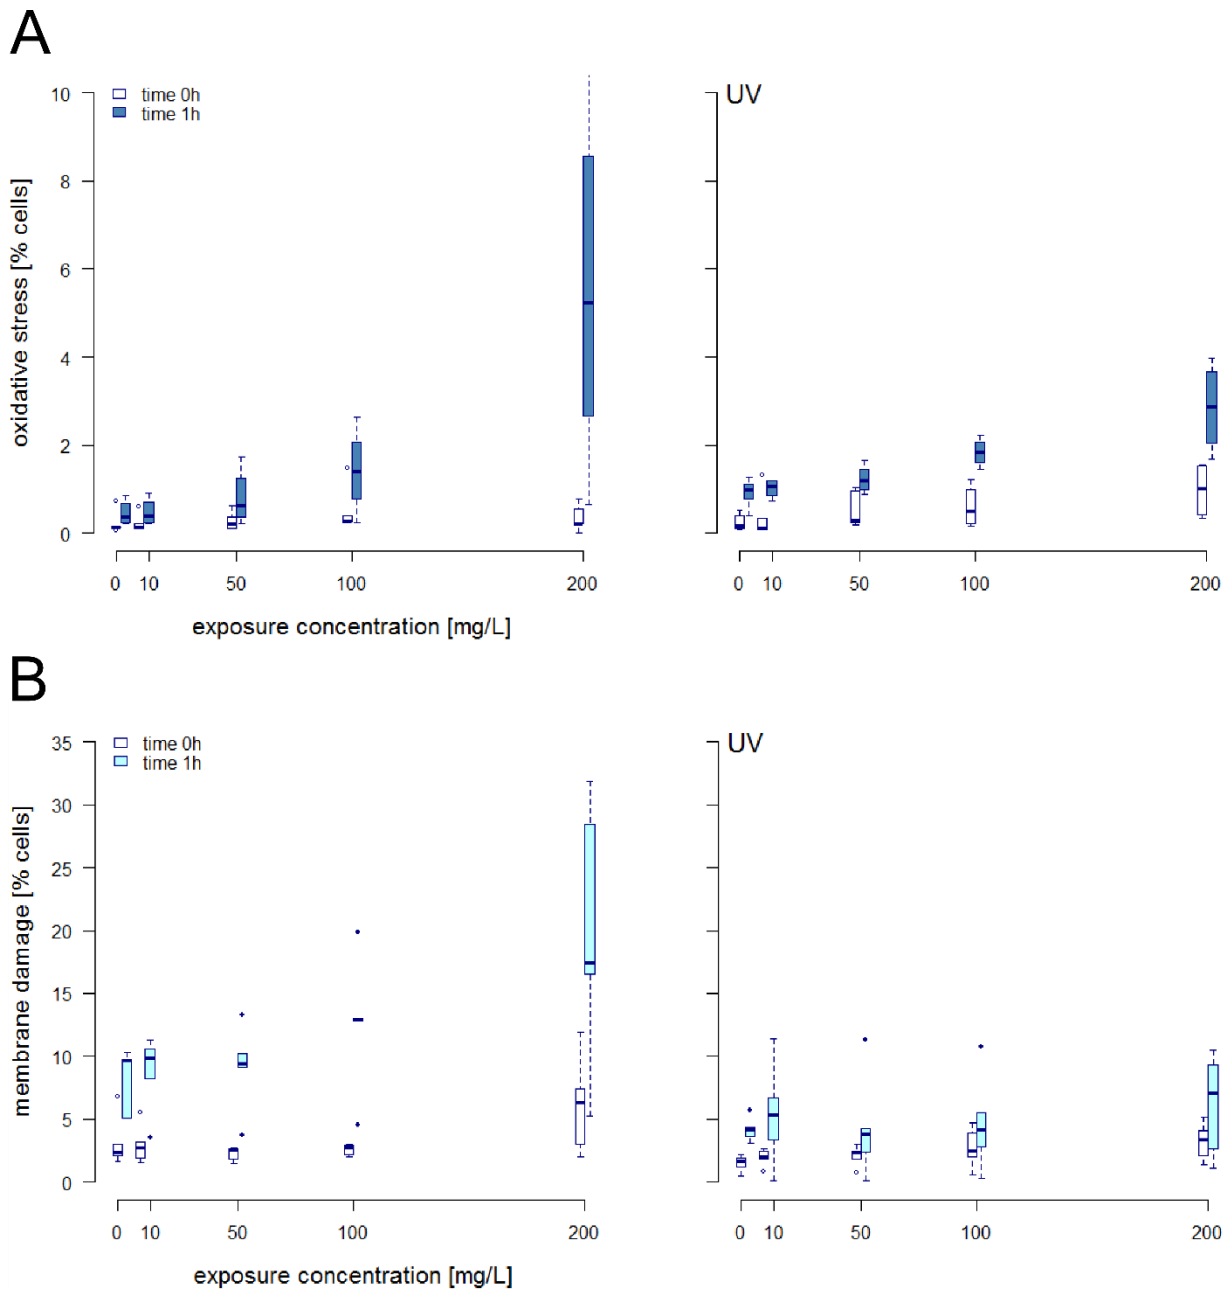 A
time 0h
time 1h
UV
10
8
6
4
2
0
oxidative stress [% cells]
0 10 50 100 200
0 10 50 100 200
exposure concentration [mg/L]
B
time 0h
time 1h
UV
35
30
25
20
15
10
5
0
membrane damage [% cells]
0 10 50 100 200
0 10 50 100 200
exposure concentration [mg/L]